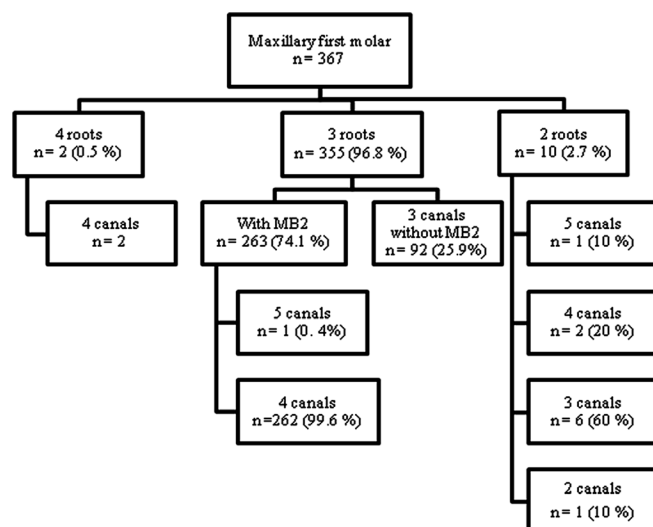 Maxillary first molar
n= 367
4 roots
n= 2 (0.5 %)
3 roots
n= 355 (96.8 %)
2 roots
n= 10 (2.7 %)
4 canals
n= 2
With MB2
n= 263 (74.1 %)
3 canals
without MB2
n= 92 (25.9%)
5 canals
n= 1 (0. 4%)
4 canals
n=262 (99.6 %)
5 canals
n= 1 (10 %)
4 canals
n= 2 (20 %)
3 canals
n= 6 (60 %)
2 canals
n= 1 (10 %)